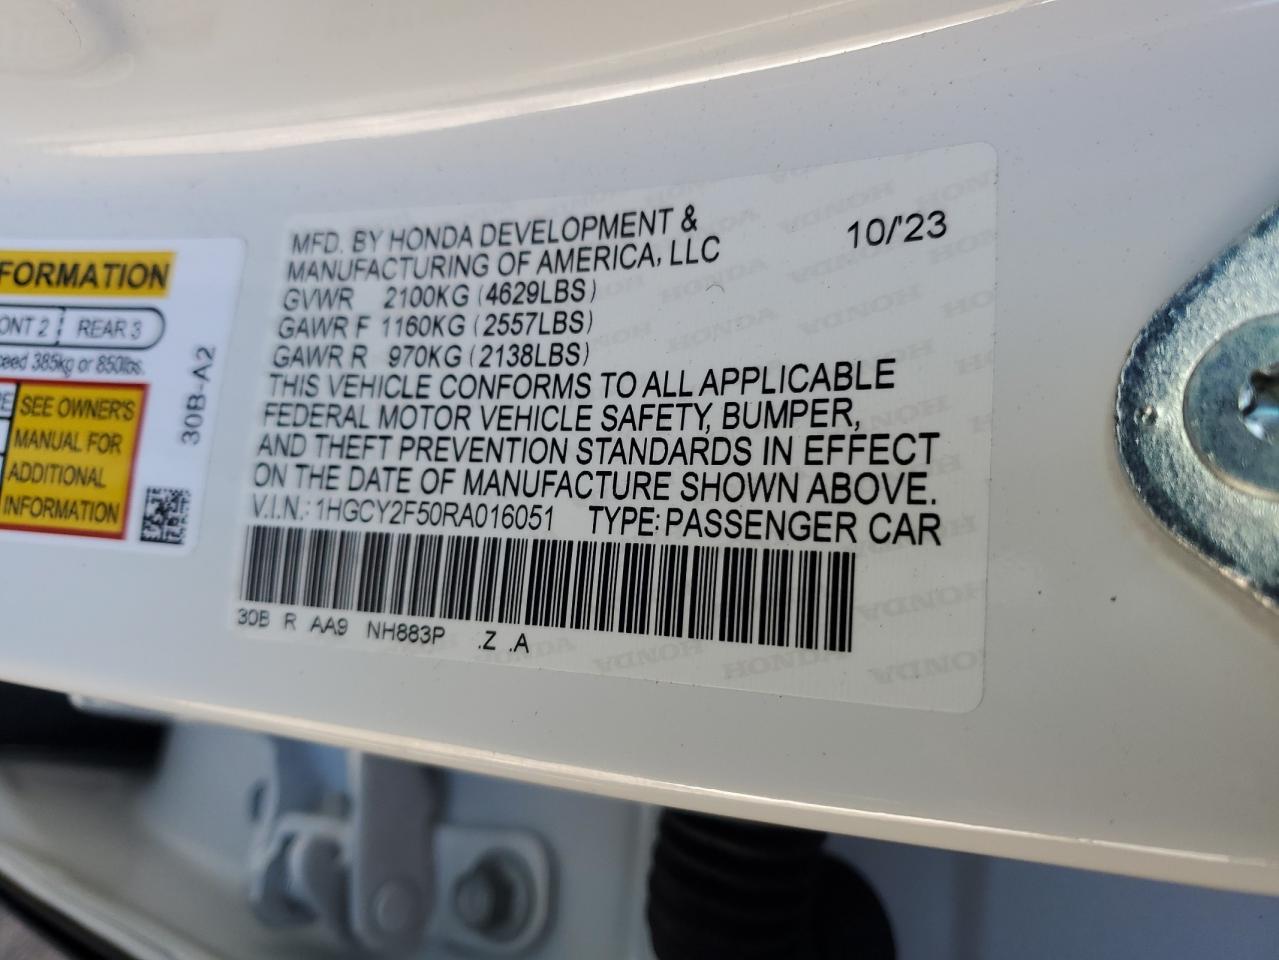 FORMATION
ONT 2 REAR 3
ceed 385kg or 850lbs.
RE
SEE OWNER'S
MANUAL FOR
ADDITIONAL
INFORMATION
30B-A2
MFD. BY HONDA DEVELOPMENT &
MANUFACTURING OF AMERICA, LLC
10/'23
GVWR 2100KG (4629LBS)
GAWR F 1160KG (2557LBS)
GAWR R 970KG (2138LBS)
THIS VEHICLE CONFORMS TO ALL APPLICABLE
FEDERAL MOTOR VEHICLE SAFETY, BUMPER,
AND THEFT PREVENTION STANDARDS IN EFFECT
ON THE DATE OF MANUFACTURE SHOWN ABOVE.
V.I.N.: 1HGCY2F50RA016051 TYPE: PASSENGER CAR
30B R AA9 NH883P .Z .A